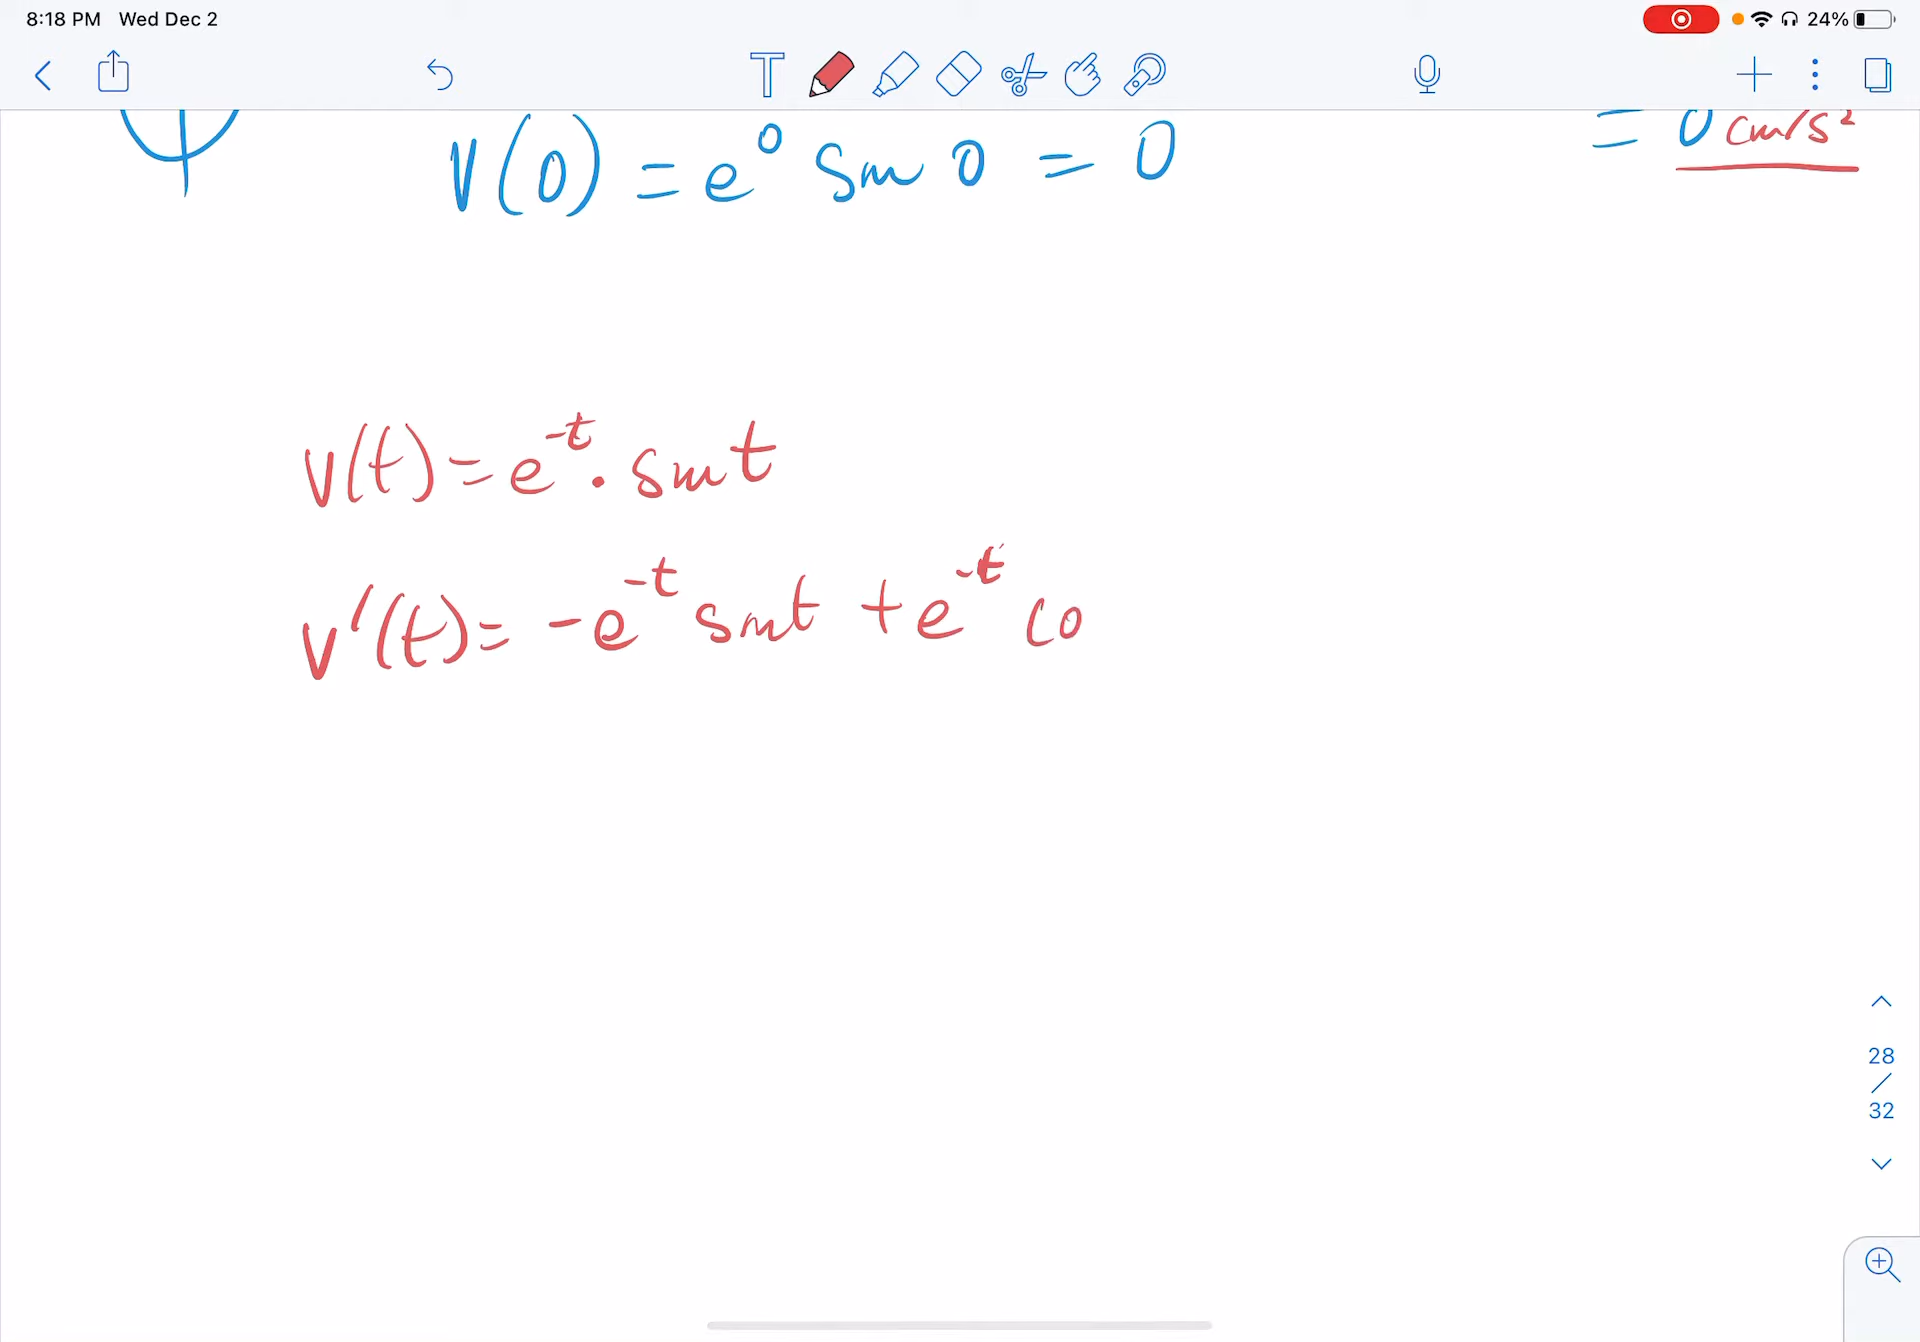 8:18 PM Wed Dec 2 24%
= 0 cm/s²
V(0) = e⁰ sin 0 = 0
V(t) = e⁻ᵗ · sin t
V'(t) = -e⁻ᵗ sin t + e⁻ᵗ co
28
/
32